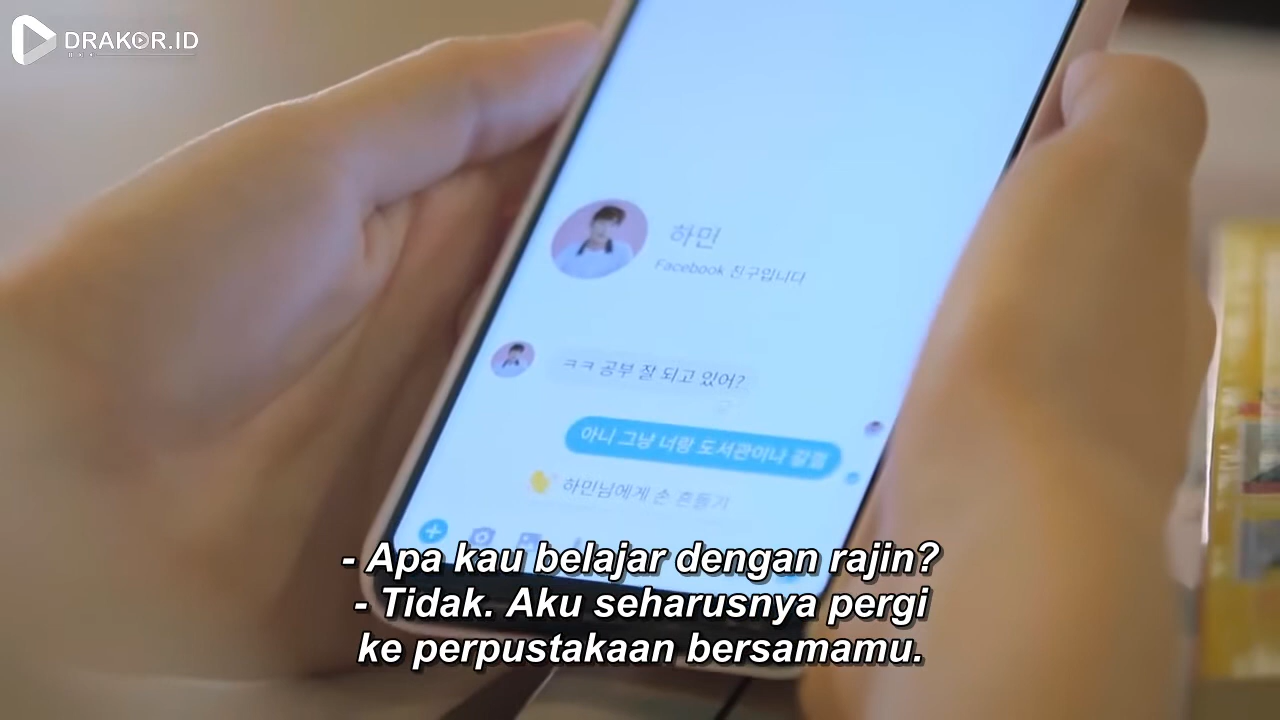 DRAKOR.ID
하민
Facebook 친구입니다
ㅋㅋ 공부 잘 되고 있어?
아니 그냥 너랑 도서관이나 갈걸
하민님에게 손 흔들기
- Apa kau belajar dengan rajin?
- Tidak. Aku seharusnya pergi
ke perpustakaan bersamamu.